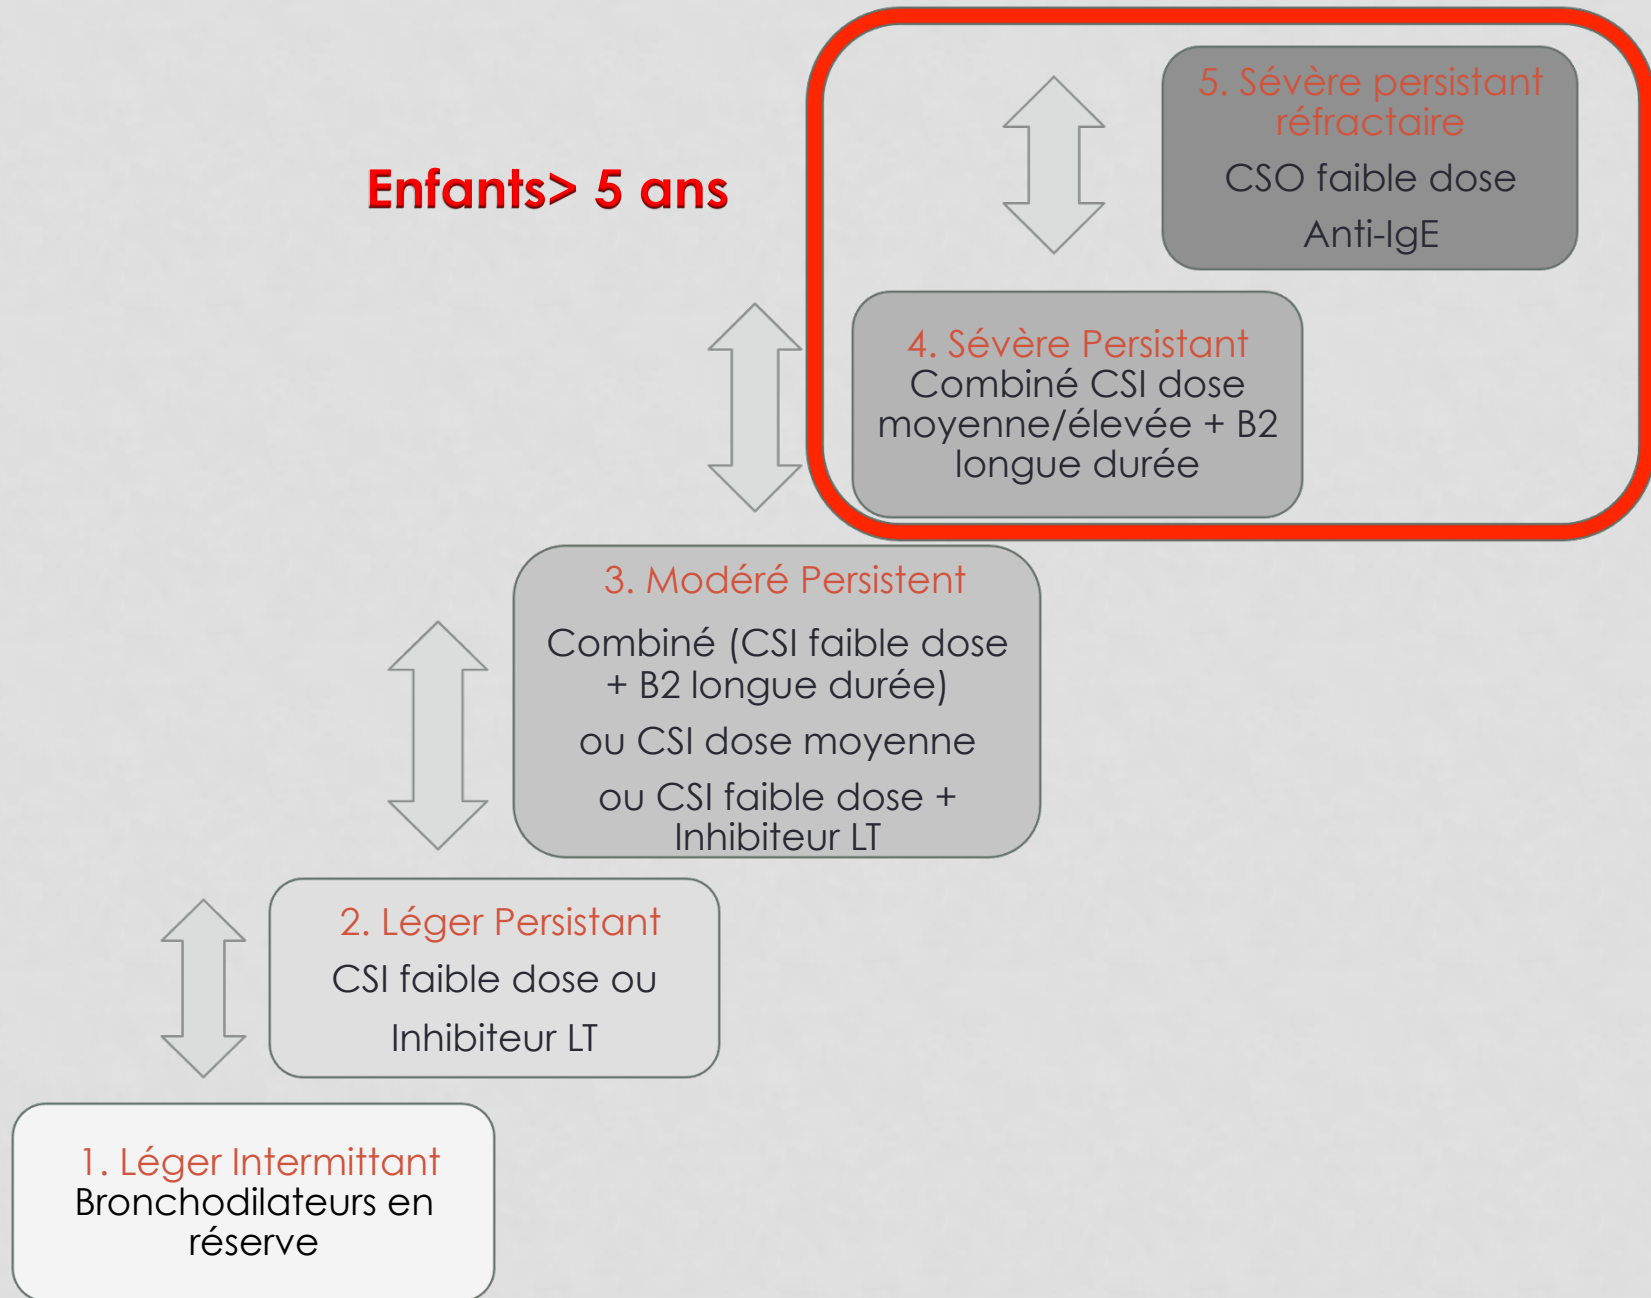 Enfants> 5 ans
5. Sévère persistant
réfractaire
CSO faible dose
Anti-IgE
4. Sévère Persistant
Combiné CSI dose
moyenne/élevée + B2
longue durée
3. Modéré Persistent
Combiné (CSI faible dose
+ B2 longue durée)
ou CSI dose moyenne
ou CSI faible dose +
Inhibiteur LT
2. Léger Persistant
CSI faible dose ou
Inhibiteur LT
1. Léger Intermittant
Bronchodilateurs en
réserve